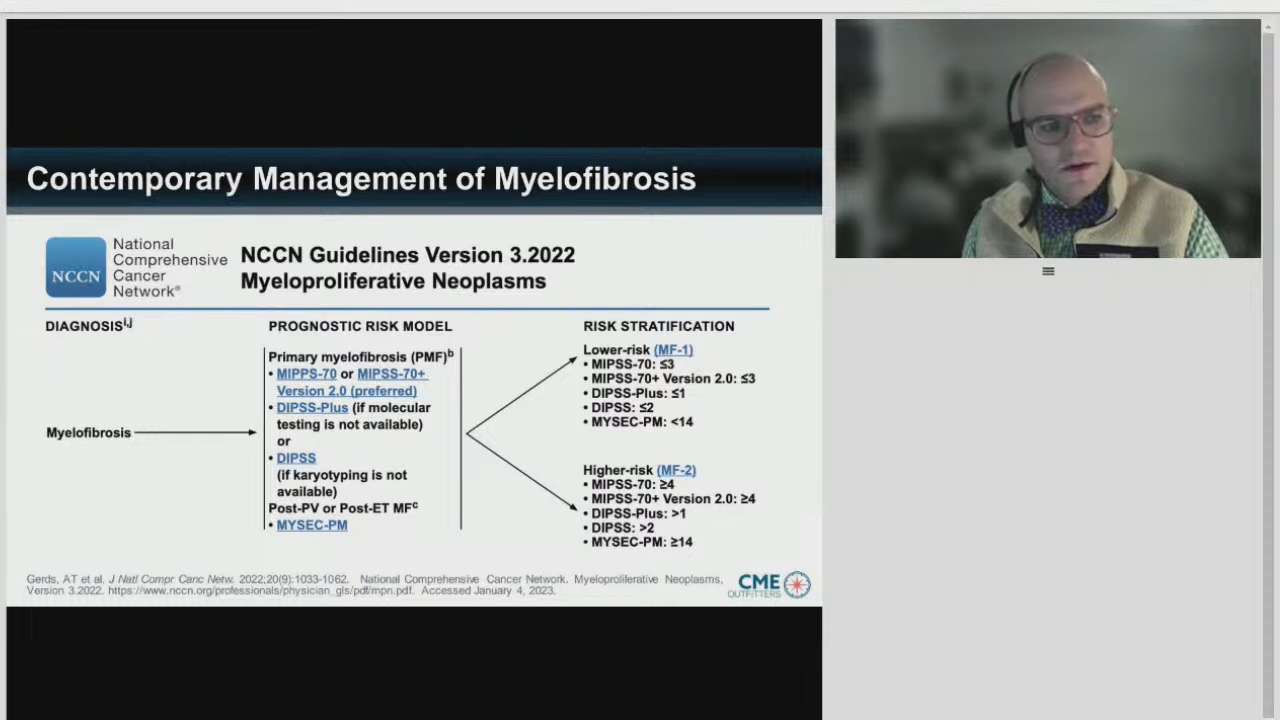 Contemporary Management of Myelofibrosis
NCCN
National
Comprehensive
Cancer
Network®
NCCN Guidelines Version 3.2022
Myeloproliferative Neoplasms
DIAGNOSIS i,j
Myelofibrosis
PROGNOSTIC RISK MODEL
Primary myelofibrosis (PMF)b
• MIPPS-70 or MIPSS-70+
Version 2.0 (preferred)
• DIPSS-Plus (if molecular
testing is not available)
or
• DIPSS
(if karyotyping is not
available)
Post-PV or Post-ET MFc
• MYSEC-PM
RISK STRATIFICATION
Lower-risk (MF-1)
• MIPSS-70: ≤3
• MIPSS-70+ Version 2.0: ≤3
• DIPSS-Plus: ≤1
• DIPSS: ≤2
• MYSEC-PM: <14
Higher-risk (MF-2)
• MIPSS-70: ≥4
• MIPSS-70+ Version 2.0: ≥4
• DIPSS-Plus: >1
• DIPSS: >2
• MYSEC-PM: ≥14
Gerds, AT et al. J Natl Compr Canc Netw. 2022;20(9):1033-1062. National Comprehensive Cancer Network. Myeloproliferative Neoplasms,
Version 3.2022. https://www.nccn.org/professionals/physician_gls/pdf/mpn.pdf. Accessed January 4, 2023.
CME
OUTFITTERS